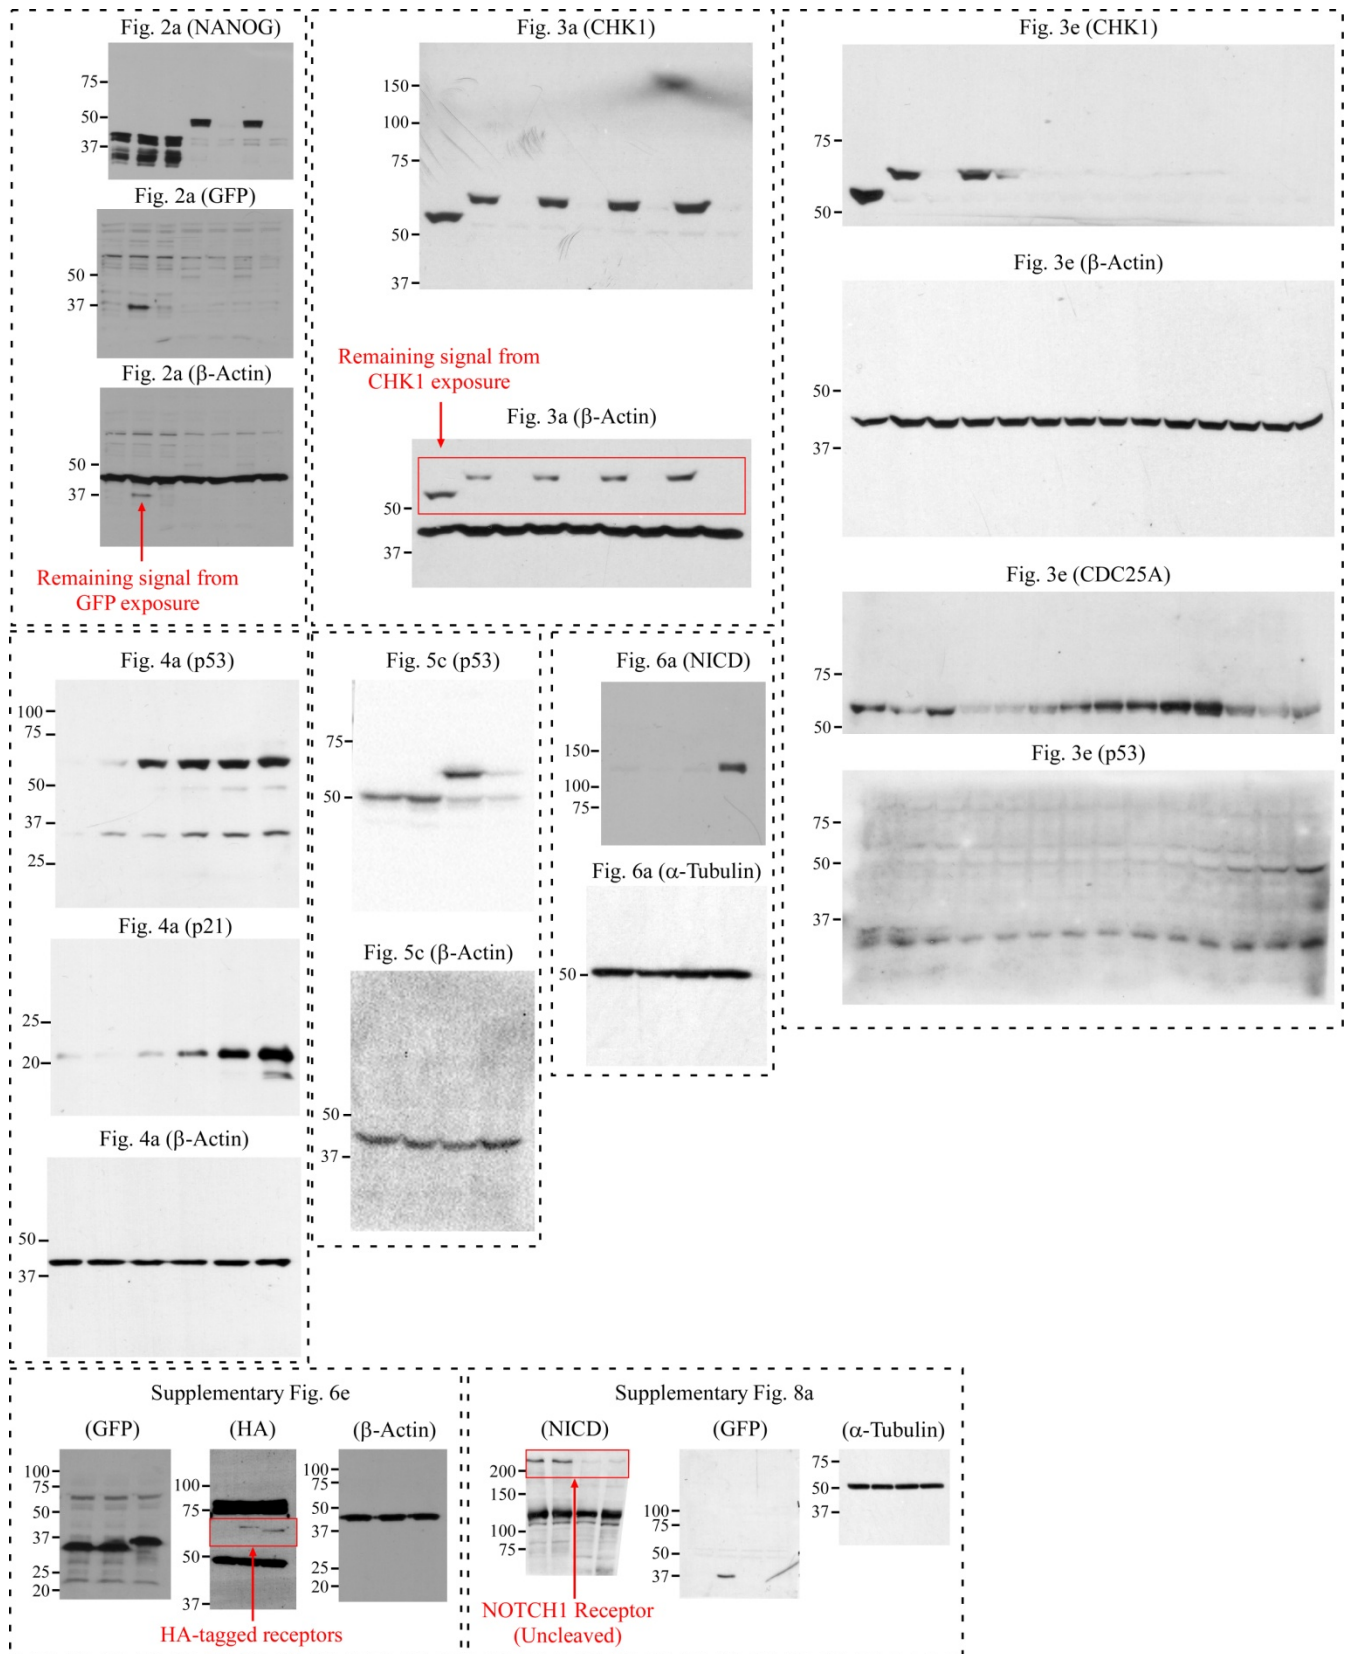 Fig. 2a (NANOG)
75
50
37
Fig. 2a (GFP)
50
37
Fig. 2a (β-Actin)
50
37
Remaining signal from
GFP exposure
Fig. 3a (CHK1)
150
100
75
50
37
Remaining signal from
CHK1 exposure
Fig. 3a (β-Actin)
50
37
Fig. 3e (CHK1)
75
50
Fig. 3e (β-Actin)
50
37
Fig. 3e (CDC25A)
75
50
Fig. 3e (p53)
75
50
37
Fig. 4a (p53)
100
75
50
37
25
Fig. 4a (p21)
25
20
Fig. 4a (β-Actin)
50
37
Fig. 5c (p53)
75
50
Fig. 5c (β-Actin)
50
37
Fig. 6a (NICD)
150
100
75
Fig. 6a (α-Tubulin)
50
Supplementary Fig. 6e
(GFP)
100
75
50
37
25
20
(HA)
100
75
50
37
HA-tagged receptors
(β-Actin)
100
75
50
37
25
20
Supplementary Fig. 8a
(NICD)
200
150
100
75
NOTCH1 Receptor
(Uncleaved)
(GFP)
100
75
50
37
(α-Tubulin)
75
50
37